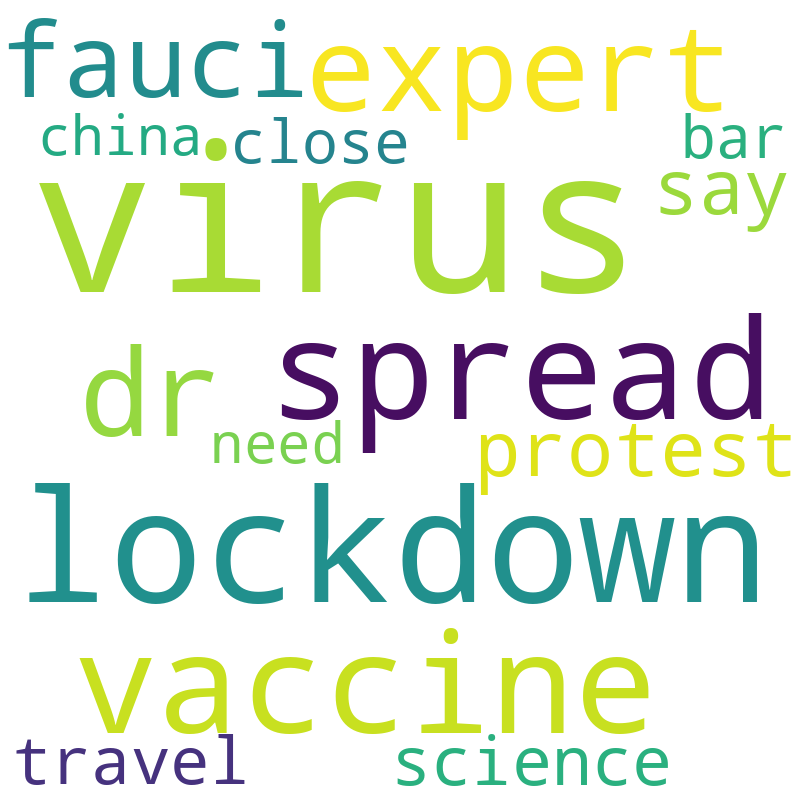 fauci expert
china close bar
virus say
dr spread
need protest
lockdown
vaccine
travel science